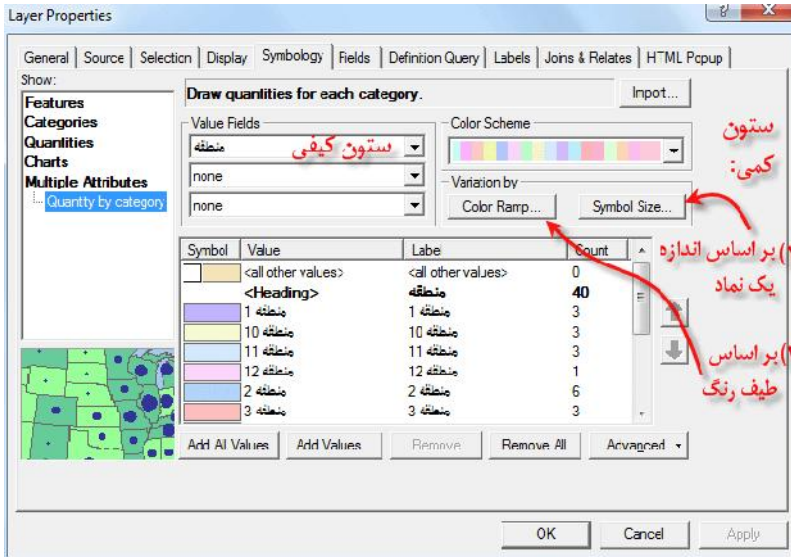 Layer Properties
General Source Selection Display Symbology Fields Definition Query Labels Joins & Relates HTML Popup
Show:
Features
Categories
Quantities
Charts
Multiple Attributes
Quantity by category
Draw quantities for each category.
Import...
Value Fields
منطقه
ستون کیفی
none
none
Color Scheme
ستون
کمی:
Variation by
Color Ramp... Symbol Size...
۱) بر اساس اندازه
یک نماد
۲) بر اساس
طیف رنگ
Symbol Value Label Count
<all other values> <all other values> 0
<Heading> منطقه 40
منطقه 1 منطقه 1 3
منطقه 10 منطقه 10 3
منطقه 11 منطقه 11 3
منطقه 12 منطقه 12 1
منطقه 2 منطقه 2 6
منطقه 3 منطقه 3 3
Add All Values Add Values Remove Remove All Advanced
OK Cancel Apply